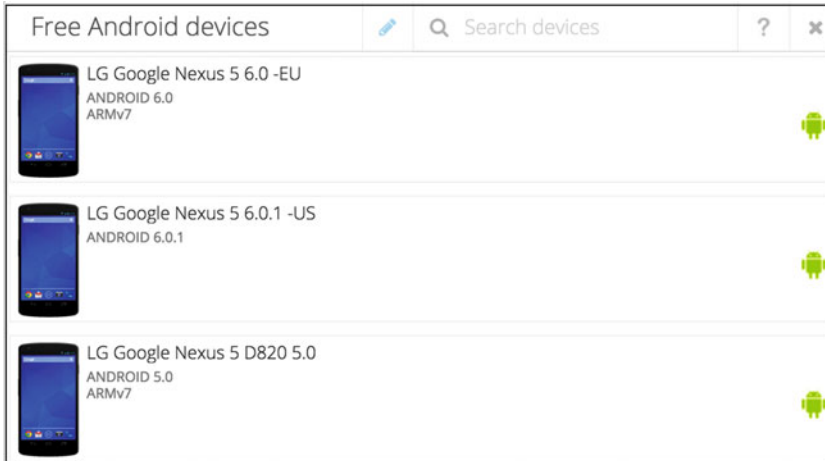 Free Android devices
Search devices
?
LG Google Nexus 5 6.0 -EU
ANDROID 6.0
ARMv7
LG Google Nexus 5 6.0.1 -US
ANDROID 6.0.1
LG Google Nexus 5 D820 5.0
ANDROID 5.0
ARMv7